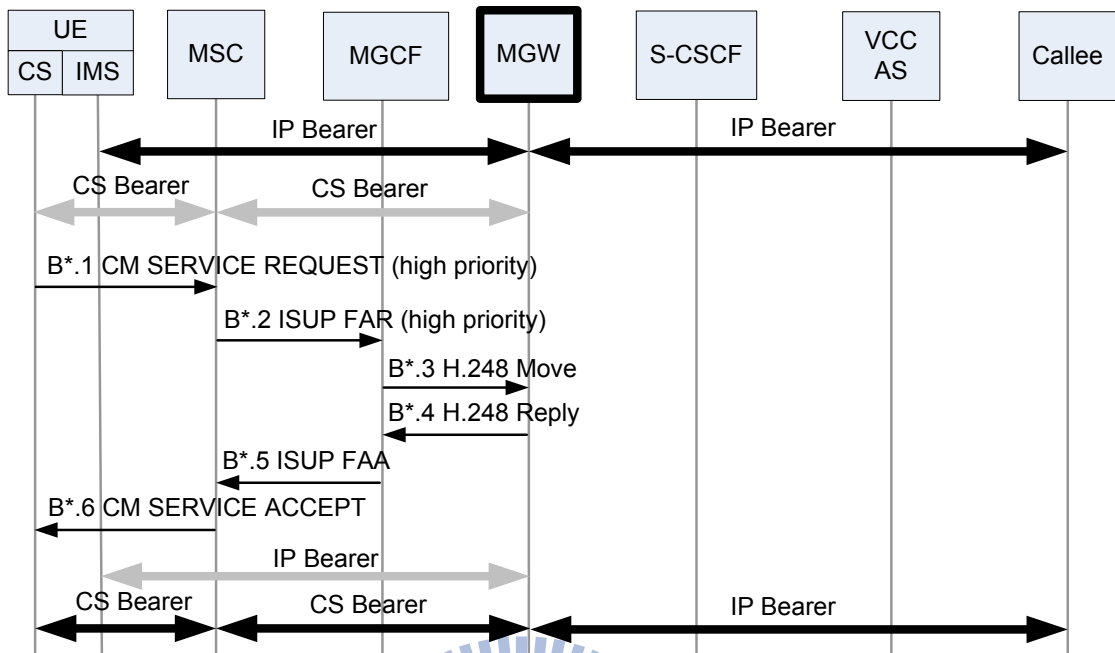 UE
CS IMS
MSC
MGCF
MGW
S-CSCF
VCC
AS
Callee
IP Bearer
IP Bearer
CS Bearer
CS Bearer
B*.1 CM SERVICE REQUEST (high priority)
B*.2 ISUP FAR (high priority)
B*.3 H.248 Move
B*.4 H.248 Reply
B*.5 ISUP FAA
B*.6 CM SERVICE ACCEPT
IP Bearer
CS Bearer
CS Bearer
IP Bearer